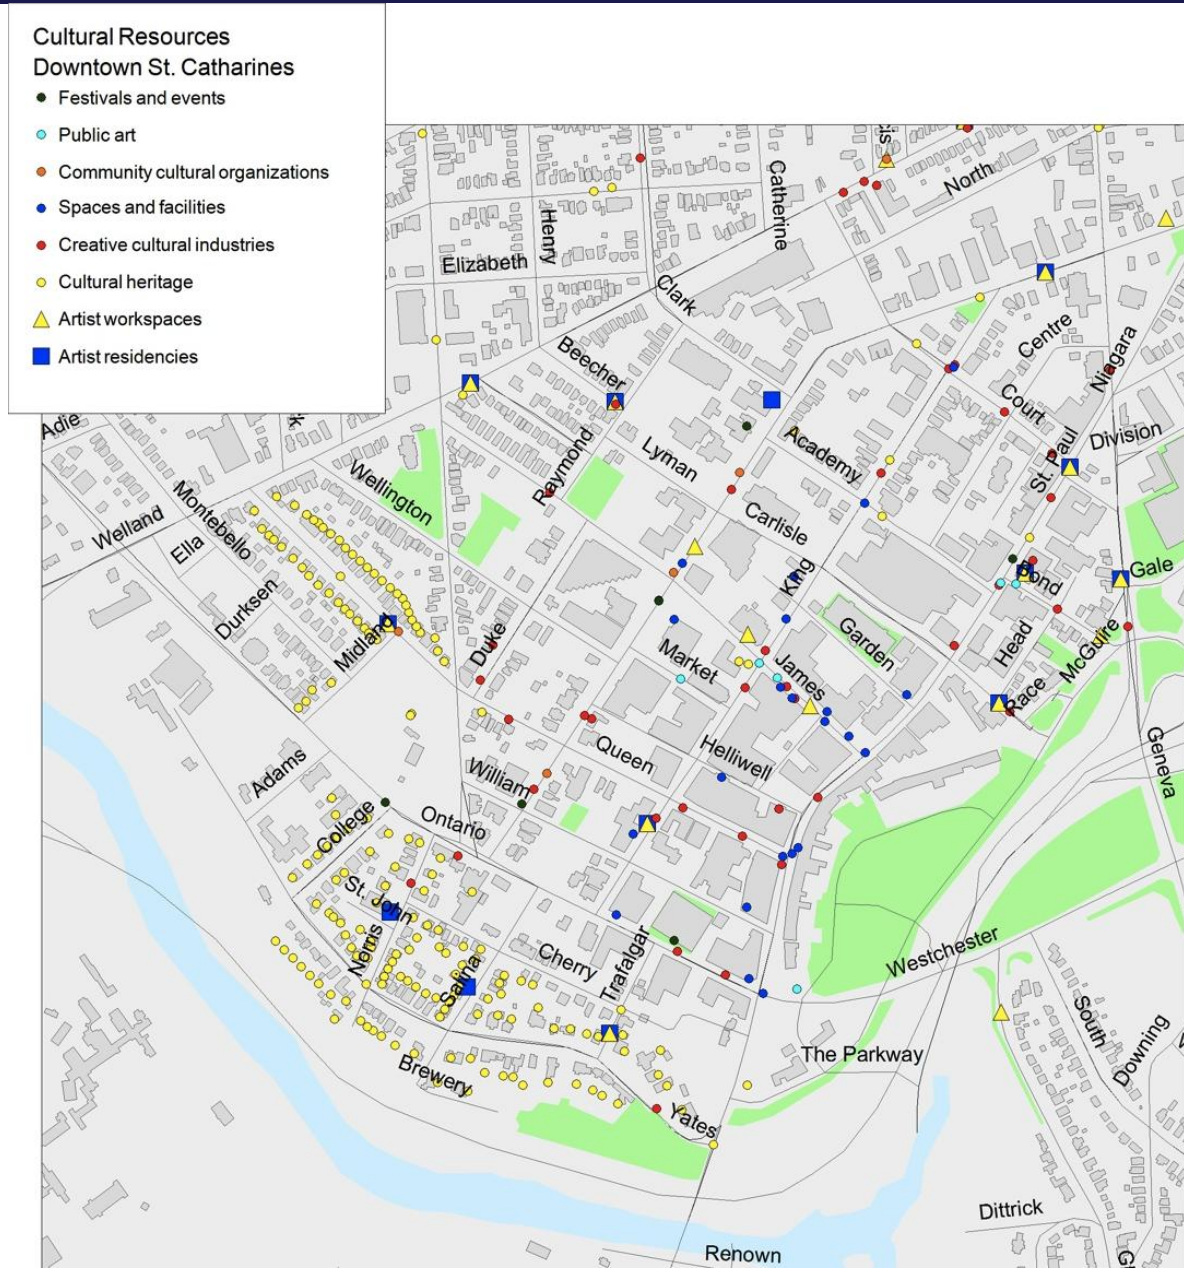 Cultural Resources
Downtown St. Catharines
Festivals and events
Public art
Community cultural organizations
Spaces and facilities
Creative cultural industries
Cultural heritage
Artist workspaces
Artist residencies
North
Catherine
Henry
Elizabeth
Clark
Centre
Niagara
Beecher
Court
Adie
Division
St. Paul
Academy
Lyman
Raymond
Wellington
Montebello
Welland
Carlisle
Ella
Gale
Pond
King
Durksen
Midland
Duke
Garden
Head
McGuire
Market
James
Race
Queen
Helliwell
Geneva
William
Adams
College
Ontario
St. John
Norris
Salina
Cherry
Trafalgar
Westchester
South
Downing
The Parkway
Brewery
Yates
Dittrick
Renown